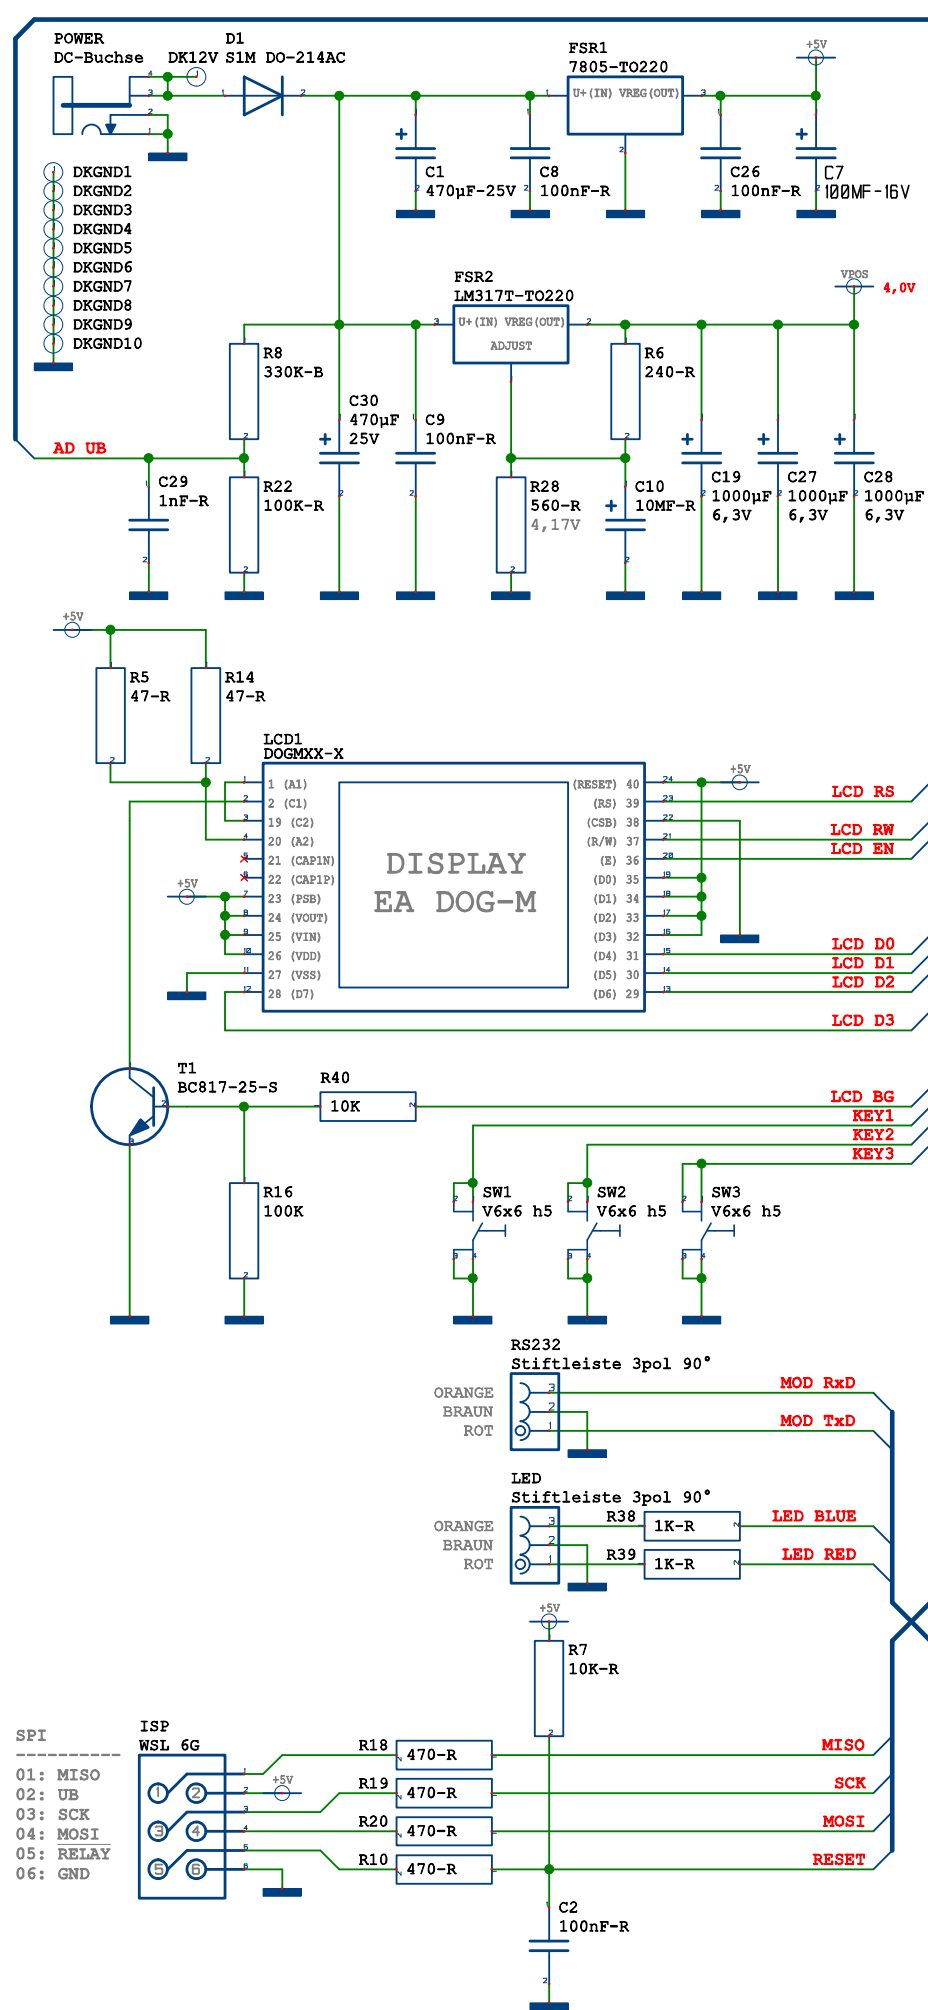 POWER
DC-Buchse
DK12V
D1
S1M DO-214AC
FSR1
7805-TO220
U+(IN) VREG(OUT)
+5V
C1
470µF-25V
C8
100nF-R
C26
100nF-R
C7
100MF-16V
DKGND1
DKGND2
DKGND3
DKGND4
DKGND5
DKGND6
DKGND7
DKGND8
DKGND9
DKGND10
FSR2
LM317T-TO220
U+(IN) VREG(OUT)
ADJUST
VPOS
4,0V
R8
330K-B
R6
240-R
C30
470µF
25V
C9
100nF-R
AD UB
C29
1nF-R
R22
100K-R
R28
560-R
4,17V
C10
10MF-R
C19
1000µF
6,3V
C27
1000µF
6,3V
C28
1000µF
6,3V
+5V
R5
47-R
R14
47-R
LCD1
DOGMXX-X
1 (A1)
2 (C1)
19 (C2)
20 (A2)
21 (CAP1N)
22 (CAP1P)
23 (PSB)
24 (VOUT)
25 (VIN)
26 (VDD)
27 (VSS)
28 (D7)
DISPLAY
EA DOG-M
(RESET) 40
(RS) 39
(CSB) 38
(R/W) 37
(E) 36
(D0) 35
(D1) 34
(D2) 33
(D3) 32
(D4) 31
(D5) 30
(D6) 29
+5V
+5V
LCD RS
LCD RW
LCD EN
LCD D0
LCD D1
LCD D2
LCD D3
T1
BC817-25-S
R40
10K
LCD BG
KEY1
KEY2
KEY3
R16
100K
SW1
V6x6 h5
SW2
V6x6 h5
SW3
V6x6 h5
RS232
Stiftleiste 3pol 90°
ORANGE
BRAUN
ROT
3
2
1
MOD RxD
MOD TxD
LED
Stiftleiste 3pol 90°
ORANGE
BRAUN
ROT
3
2
1
R38
1K-R
LED BLUE
R39
1K-R
LED RED
+5V
R7
10K-R
SPI
----------
01: MISO
02: UB
03: SCK
04: MOSI
05: RELAY
06: GND
ISP
WSL 6G
1 2
3 4
5 6
+5V
R18
470-R
MISO
R19
470-R
SCK
R20
470-R
MOSI
R10
470-R
RESET
C2
100nF-R